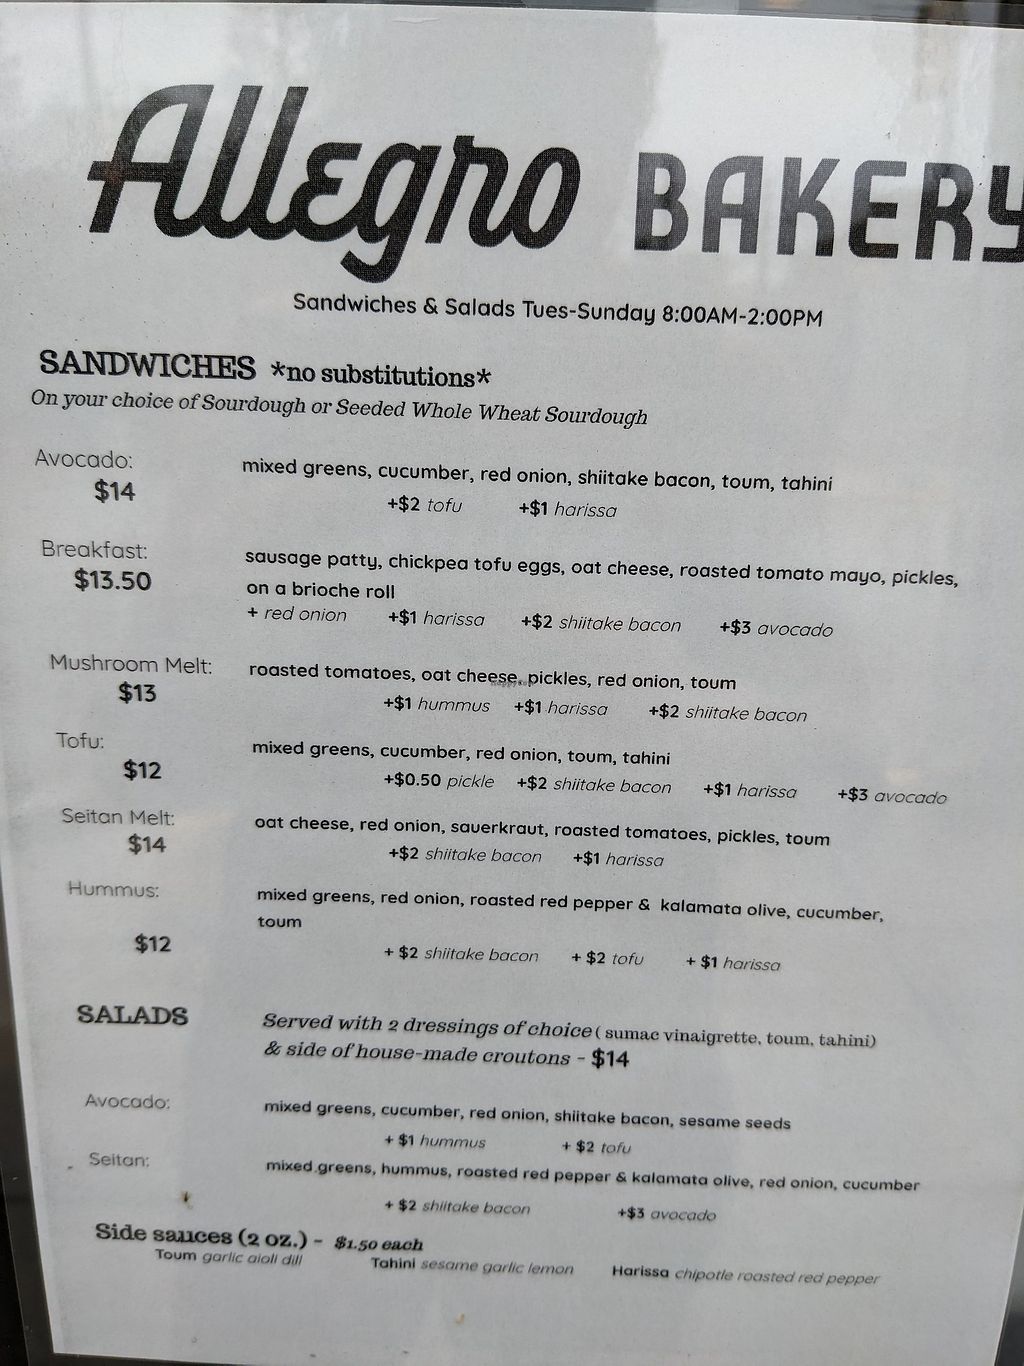 Allegro BAKERY
Sandwiches & Salads Tues-Sunday 8:00AM-2:00PM
SANDWICHES *no substitutions*
On your choice of Sourdough or Seeded Whole Wheat Sourdough
Avocado: mixed greens, cucumber, red onion, shiitake bacon, toum, tahini
$14 +$2 tofu +$1 harissa
Breakfast: sausage patty, chickpea tofu eggs, oat cheese, roasted tomato mayo, pickles,
$13.50 on a brioche roll
+ red onion +$1 harissa +$2 shiitake bacon +$3 avocado
Mushroom Melt: roasted tomatoes, oat cheese, pickles, red onion, toum
$13 +$1 hummus +$1 harissa +$2 shiitake bacon
Tofu: mixed greens, cucumber, red onion, toum, tahini
$12 +$0.50 pickle +$2 shiitake bacon +$1 harissa +$3 avocado
Seitan Melt: oat cheese, red onion, sauerkraut, roasted tomatoes, pickles, toum
$14 +$2 shiitake bacon +$1 harissa
Hummus: mixed greens, red onion, roasted red pepper & kalamata olive, cucumber,
toum
$12 + $2 shiitake bacon + $2 tofu + $1 harissa
SALADS Served with 2 dressings of choice ( sumac vinaigrette, toum, tahini)
& side of house-made croutons - $14
Avocado: mixed greens, cucumber, red onion, shiitake bacon, sesame seeds
+ $1 hummus + $2 tofu
Seitan: mixed greens, hummus, roasted red pepper & kalamata olive, red onion, cucumber
+ $2 shiitake bacon +$3 avocado
Side sauces (2 oz.) - $1.50 each
Toum garlic aioli dill Tahini sesame garlic lemon Harissa chipotle roasted red pepper